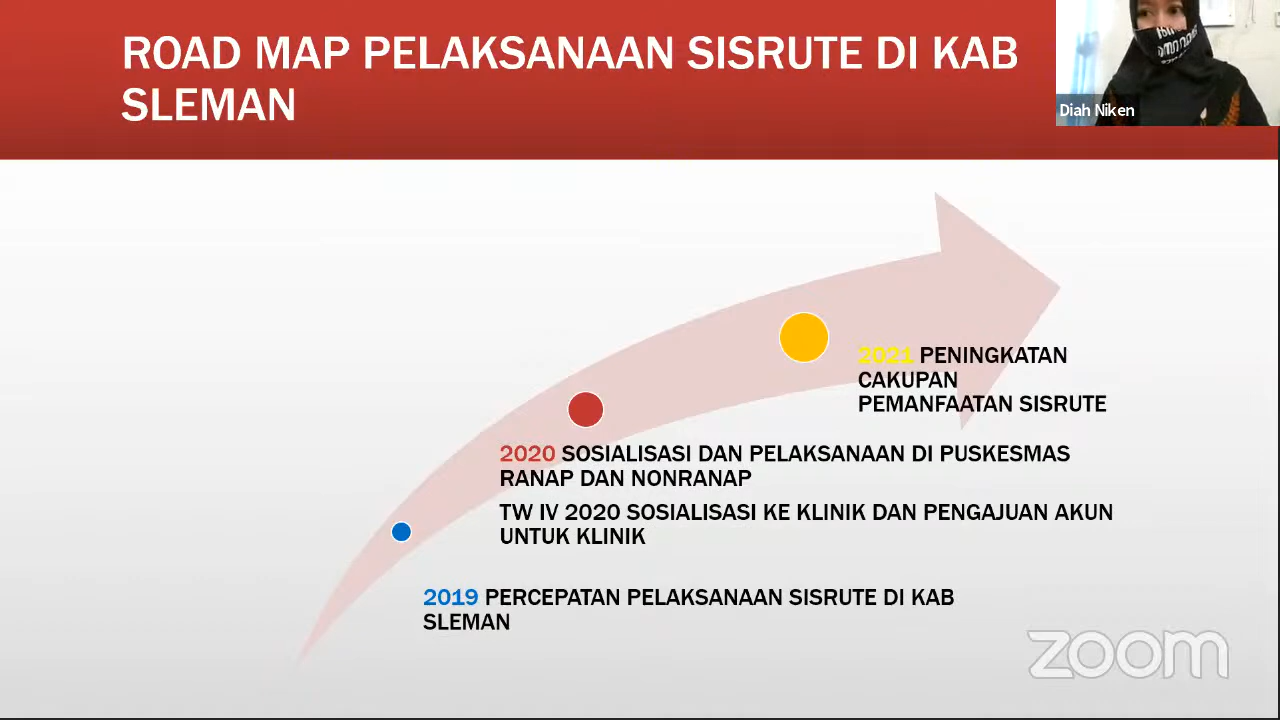 ROAD MAP PELAKSANAAN SISRUTE DI KAB
SLEMAN
Diah Niken
2021 PENINGKATAN
CAKUPAN
PEMANFAATAN SISRUTE
2020 SOSIALISASI DAN PELAKSANAAN DI PUSKESMAS
RANAP DAN NONRANAP
TW IV 2020 SOSIALISASI KE KLINIK DAN PENGAJUAN AKUN
UNTUK KLINIK
2019 PERCEPATAN PELAKSANAAN SISRUTE DI KAB
SLEMAN
zoom